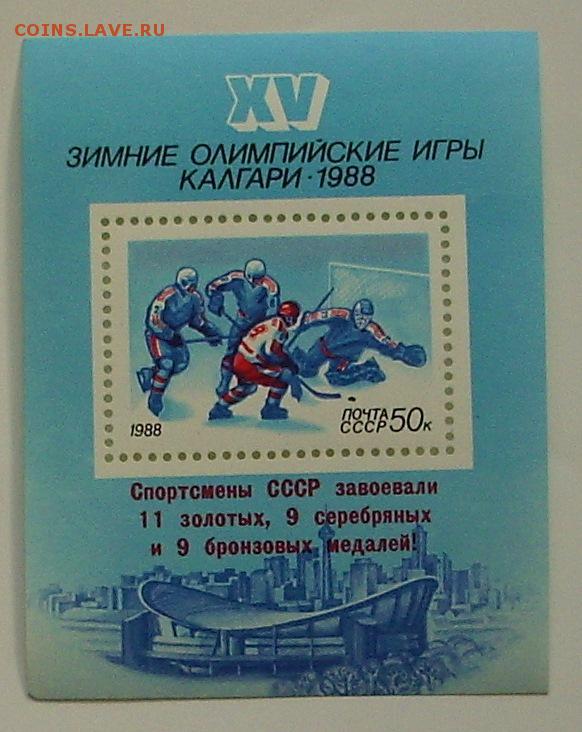 COINS.LAVE.RU
XV
ЗИМНИЕ ОЛИМПИЙСКИЕ ИГРЫ
КАЛГАРИ·1988
1988
ПОЧТА
СССР 50к
Спортсмены СССР завоевали
11 золотых, 9 серебряных
и 9 бронзовых медалей!